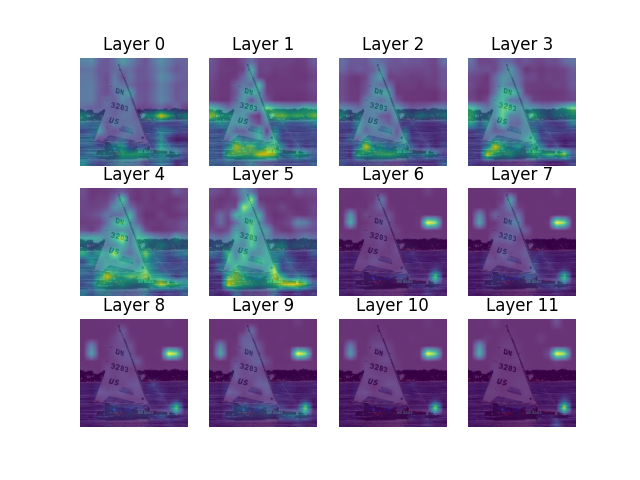 Layer 0
Layer 1
Layer 2
Layer 3
DN
3283
US
DN
3283
US
DN
3283
US
DN
3283
US
Layer 4
Layer 5
Layer 6
Layer 7
DN
3283
US
DN
3283
US
DN
3283
US
DN
3283
US
Layer 8
Layer 9
Layer 10
Layer 11
DN
3283
US
DN
3283
US
DN
3283
US
DN
3283
US